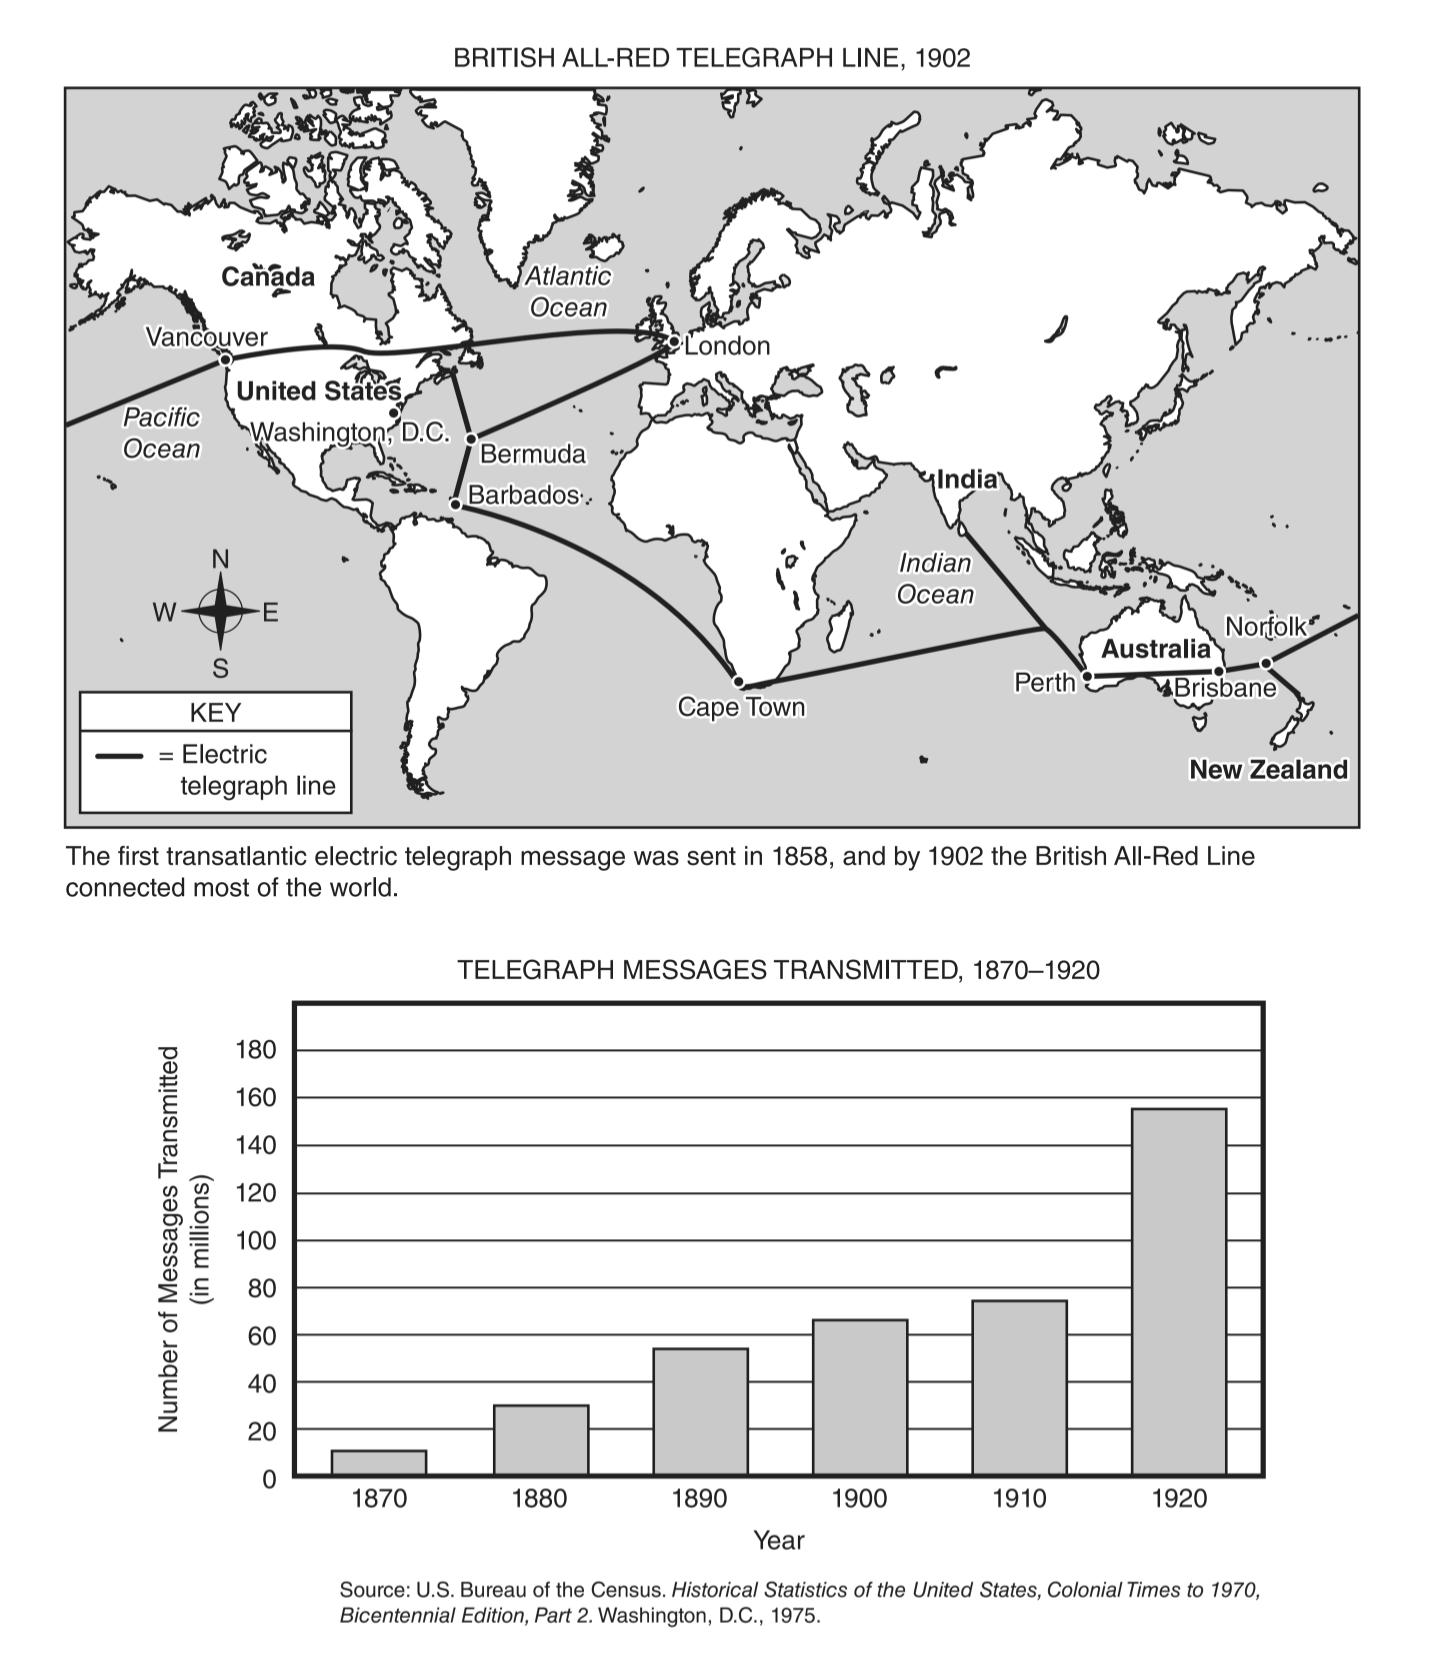 BRITISH ALL-RED TELEGRAPH LINE, 1902
Canada
Atlantic
Ocean
Vancouver
London
United States
Pacific
Ocean
Washington, D.C.
Bermuda
India
Barbados
Indian
Ocean
N
W
E
S
Norfolk
Australia
Perth
Brisbane
Cape Town
New Zealand
KEY
= Electric
telegraph line
The first transatlantic electric telegraph message was sent in 1858, and by 1902 the British All-Red Line
connected most of the world.
TELEGRAPH MESSAGES TRANSMITTED, 1870–1920
Number of Messages Transmitted
(in millions)
180
160
140
120
100
80
60
40
20
0
1870
1880
1890
1900
1910
1920
Year
Source: U.S. Bureau of the Census. Historical Statistics of the United States, Colonial Times to 1970,
Bicentennial Edition, Part 2. Washington, D.C., 1975.